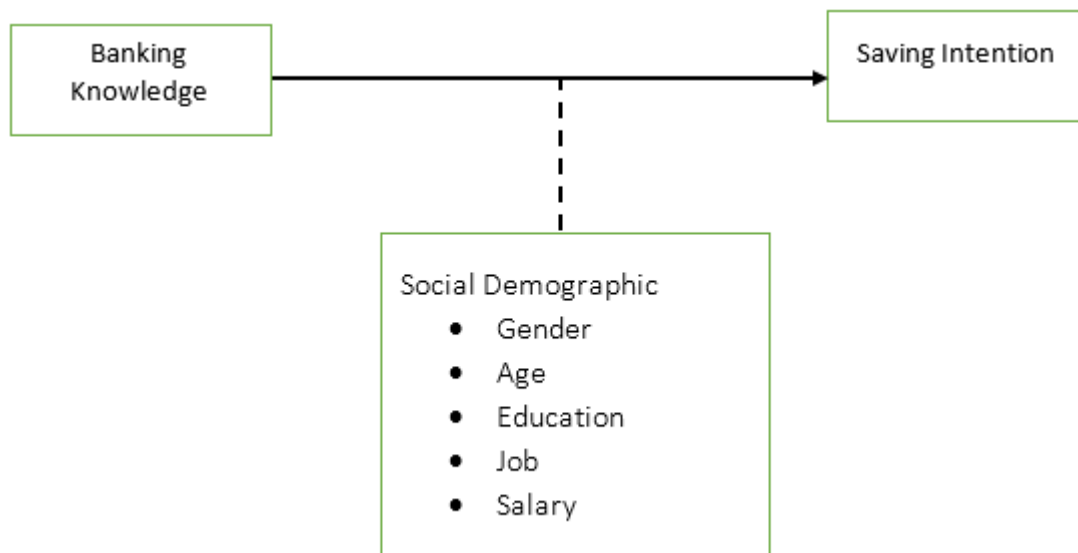 Banking
Knowledge
Saving Intention
Social Demographic
• Gender
• Age
• Education
• Job
• Salary